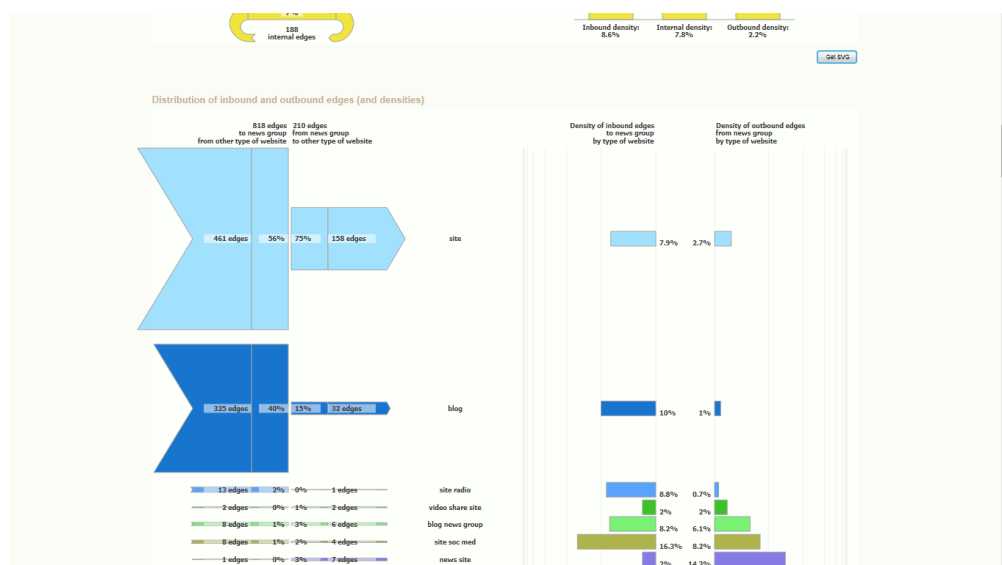 188
internal edges
Inbound density:
8.6%
Internal density:
7.8%
Outbound density:
2.2%
Get SVG
Distribution of inbound and outbound edges (and densities)
818 edges
to news group
from other type of website
210 edges
from news group
to other type of website
Density of inbound edges
to news group
by type of website
Density of outbound edges
from news group
by type of website
461 edges 56% 75% 158 edges site 7.9% 2.7%
325 edges 40% 15% 32 edges blog 10% 1%
13 edges 2% 0% 1 edges site radio 8.8% 0.7%
2 edges 0% 1% 2 edges video share site 2% 2%
8 edges 1% 3% 6 edges blog news group 8.2% 6.1%
8 edges 1% 2% 4 edges site soc med 16.3% 8.2%
1 edges 0% 3% 7 edges news site 2% 14.3%